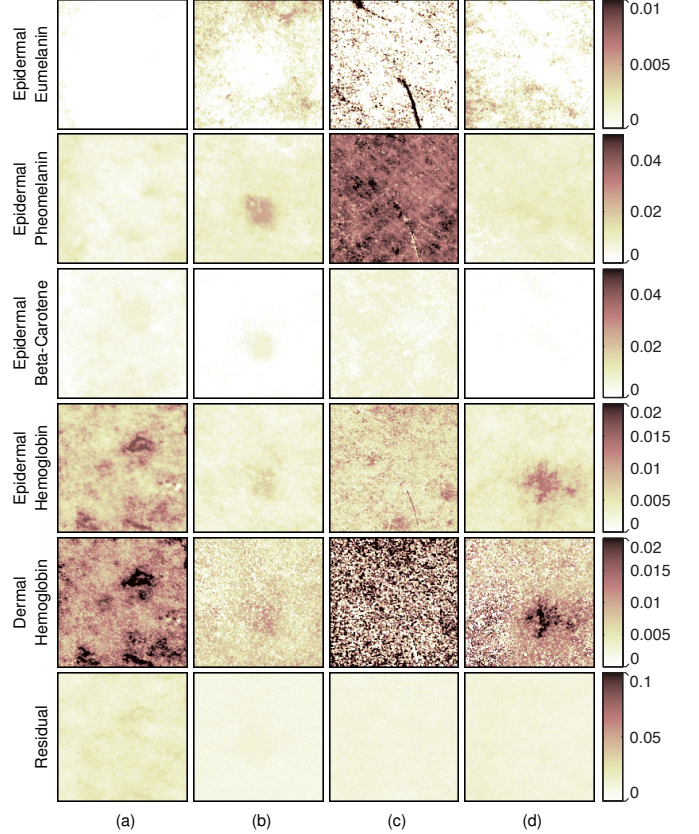 Epidermal
Eumelanin
0.01
0.005
0
Epidermal
Pheomelanin
0.04
0.02
0
Epidermal
Beta-Carotene
0.04
0.02
0
Epidermal
Hemoglobin
0.02
0.015
0.01
0.005
0
Dermal
Hemoglobin
0.02
0.015
0.01
0.005
0
Residual
0.1
0.05
0
(a) (b) (c) (d)